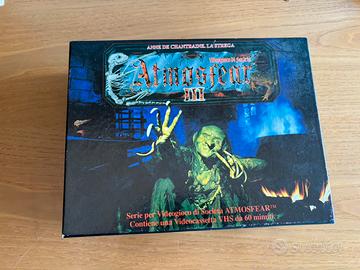 ANNE DE CHANTRAINE, LA STREGA
Atmosfear
III
Serie per Videogioco di Società ATMOSFEAR™
Contiene una Videocassetta VHS da 60 minuti.